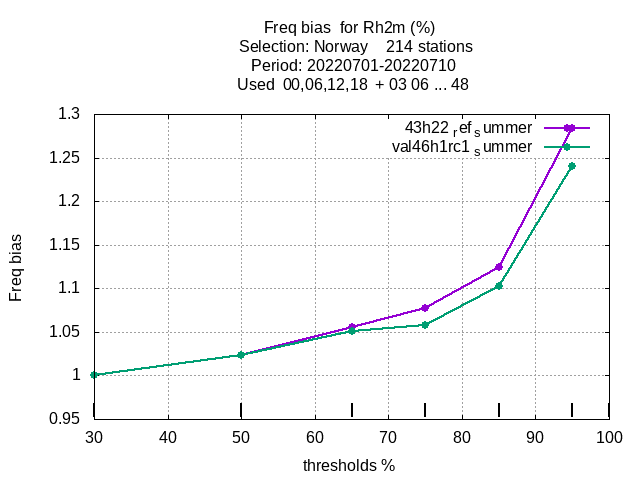 Freq bias for Rh2m (%)
Selection: Norway 214 stations
Period: 20220701-20220710
Used 00,06,12,18 + 03 06 ... 48
43h22 refsummer
val46h1rc1 summer
1.3
1.25
1.2
1.15
1.1
1.05
1
0.95
Freq bias
30 40 50 60 70 80 90 100
thresholds %